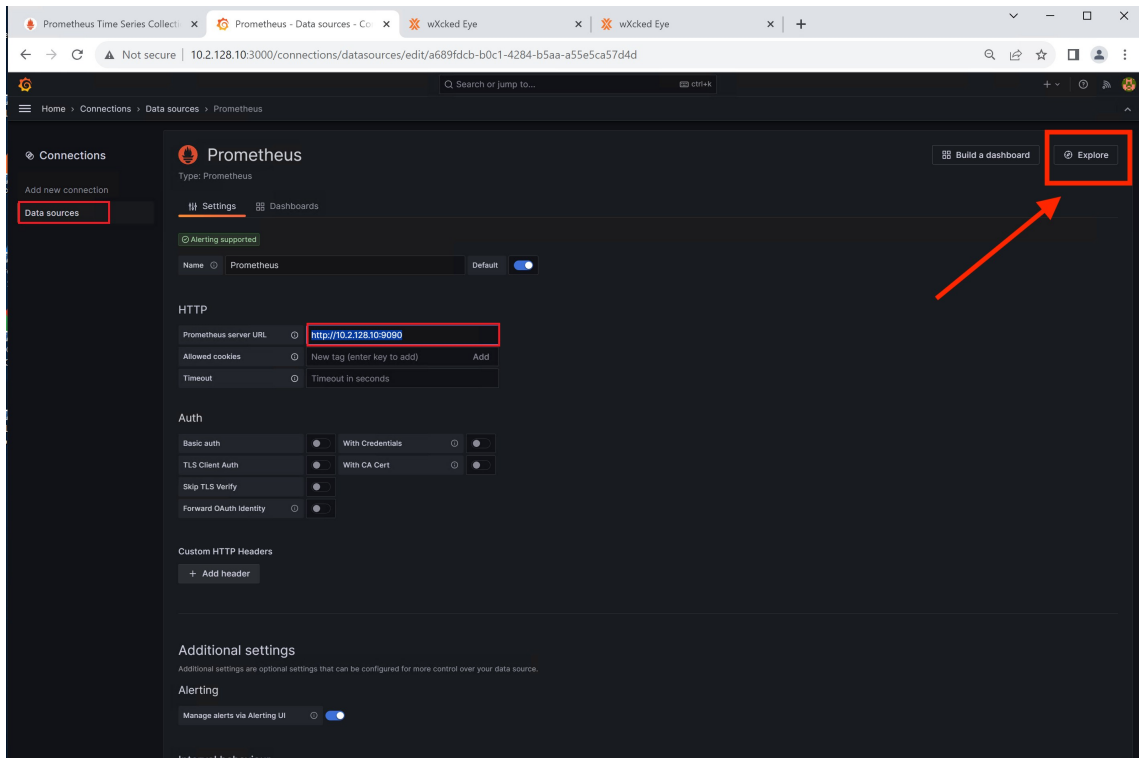 Prometheus Time Series Collecti
Prometheus - Data sources - Co
wXcked Eye
wXcked Eye
Not secure
10.2.128.10:3000/connections/datasources/edit/a689fdcb-b0c1-4284-b5aa-a55e5ca57d4d
Search or jump to...
ctrl+k
Home › Connections › Data sources › Prometheus
Connections
Add new connection
Data sources
Prometheus
Type: Prometheus
Build a dashboard
Explore
Settings
Dashboards
Alerting supported
Name
Prometheus
Default
HTTP
Prometheus server URL
http://10.2.128.10:9090
Allowed cookies
New tag (enter key to add)
Add
Timeout
Timeout in seconds
Auth
Basic auth
With Credentials
TLS Client Auth
With CA Cert
Skip TLS Verify
Forward OAuth Identity
Custom HTTP Headers
+ Add header
Additional settings
Additional settings are optional settings that can be configured for more control over your data source.
Alerting
Manage alerts via Alerting UI